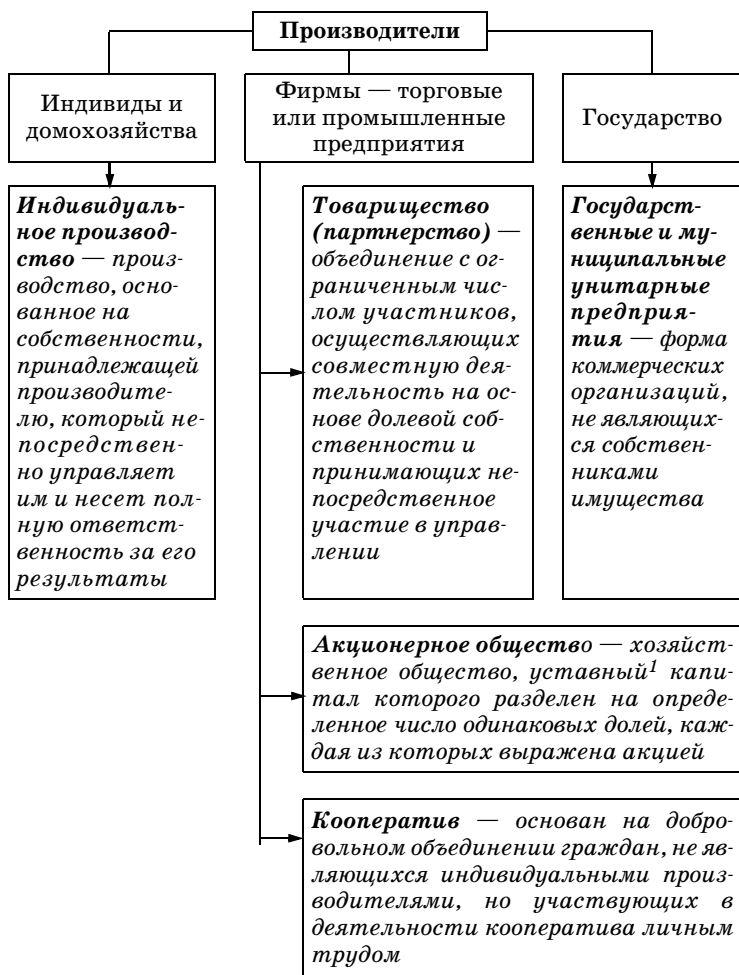 Производители
Индивиды и
домохозяйства
Фирмы — торговые
или промышленные
предприятия
Государство
Индивидуаль-
ное производ-
ство — произ-
водство, осно-
ванное на
собственности,
принадлежащей
производите-
лю, который не-
посредствен-
но управляет
им и несет пол-
ную ответст-
венность за его
результаты
Товарищество
(партнерство) —
объединение с ог-
раниченным чис-
лом участников,
осуществляющих
совместную дея-
тельность на ос-
нове долевой соб-
ственности и
принимающих не-
посредственное
участие в управ-
лении
Государст-
венные и му-
ниципальные
унитарные
предприя-
тия — форма
коммерческих
организаций,
не являющих-
ся собствен-
никами
имущества
Акционерное общество — хозяйст-
венное общество, уставный¹ капи-
тал которого разделен на опреде-
ленное число одинаковых долей, каж-
дая из которых выражена акцией
Кооператив — основан на добро-
вольном объединении граждан, не яв-
ляющихся индивидуальными произ-
водителями, но участвующих в
деятельности кооператива личным
трудом